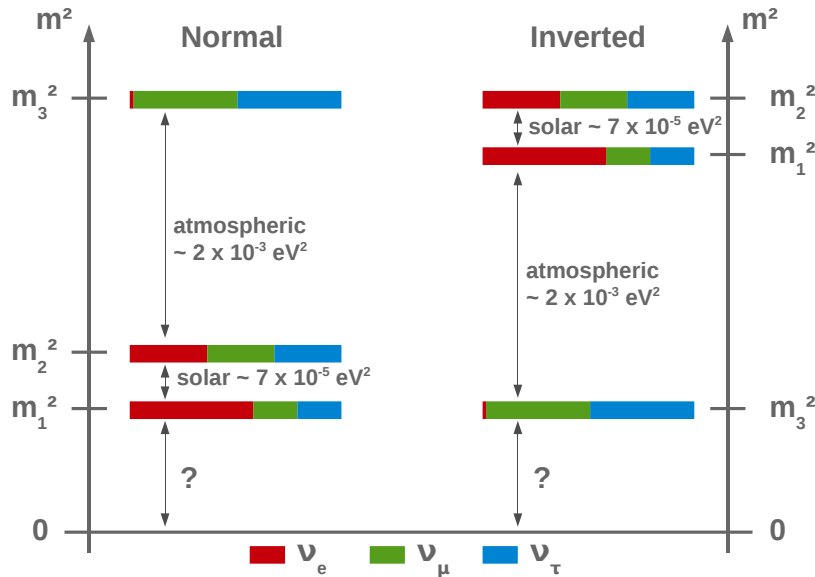 m²
Normal
Inverted
m²
m₃²
m₂²
solar ~ 7 x 10⁻⁵ eV²
m₁²
atmospheric
~ 2 x 10⁻³ eV²
atmospheric
~ 2 x 10⁻³ eV²
m₂²
solar ~ 7 x 10⁻⁵ eV²
m₁²
m₃²
?
?
0
0
νₑ
ν_μ
ν_τ